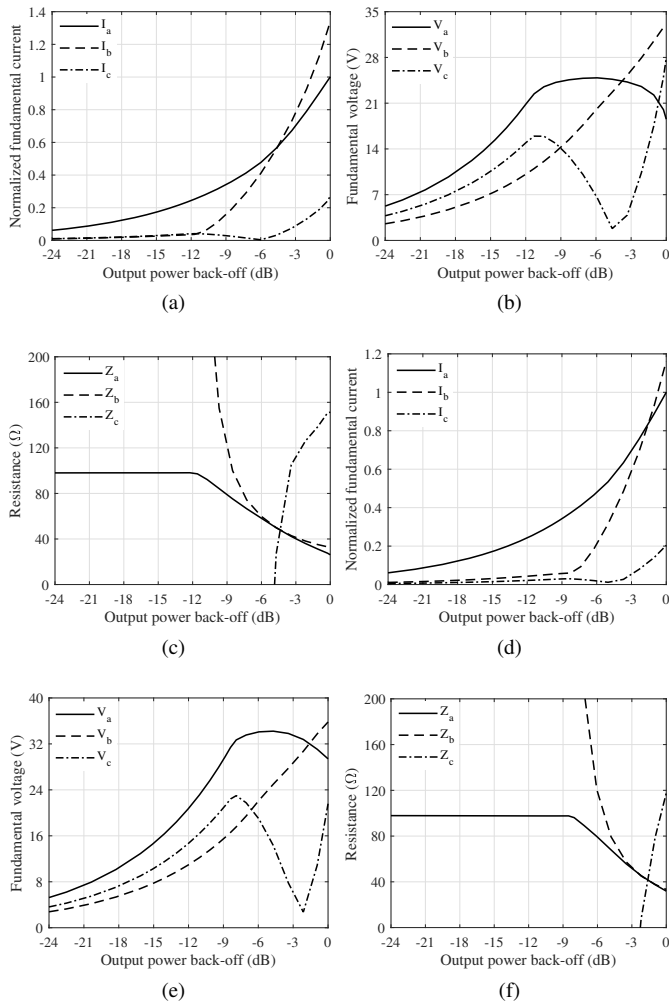 1.4
1.2
1
0.8
0.6
0.4
0.2
0
Normalized fundamental current
I_a
I_b
I_c
-24 -21 -18 -15 -12 -9 -6 -3 0
Output power back-off (dB)
(a)
35
28
21
14
7
0
Fundamental voltage (V)
V_a
V_b
V_c
-24 -21 -18 -15 -12 -9 -6 -3 0
Output power back-off (dB)
(b)
200
160
120
80
40
0
Resistance (Ω)
Z_a
Z_b
Z_c
-24 -21 -18 -15 -12 -9 -6 -3 0
Output power back-off (dB)
(c)
1.2
1
0.8
0.6
0.4
0.2
0
Normalized fundamental current
I_a
I_b
I_c
-24 -21 -18 -15 -12 -9 -6 -3 0
Output power back-off (dB)
(d)
40
32
24
16
8
0
Fundamental voltage (V)
V_a
V_b
V_c
-24 -21 -18 -15 -12 -9 -6 -3 0
Output power back-off (dB)
(e)
200
160
120
80
40
0
Resistance (Ω)
Z_a
Z_b
Z_c
-24 -21 -18 -15 -12 -9 -6 -3 0
Output power back-off (dB)
(f)